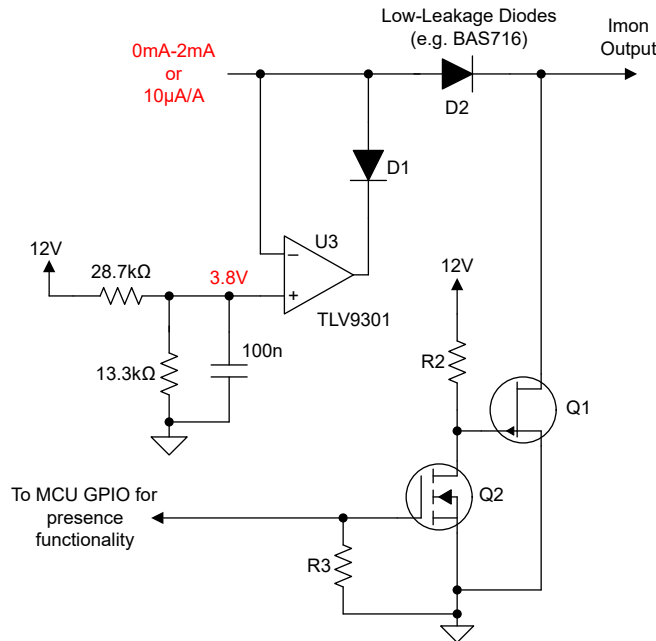 Low-Leakage Diodes
(e.g. BAS716)
Imon
Output
0mA-2mA
or
10µA/A
D2
D1
U3
12V
28.7kΩ
3.8V
−
+
TLV9301
12V
13.3kΩ
100n
R2
Q1
To MCU GPIO for
presence
functionality
Q2
R3